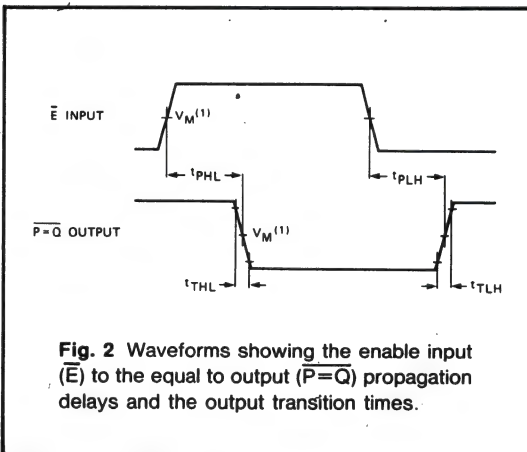 E̅ INPUT
V_M(1)
t_PHL
t_PLH
P̅=̅Q̅ OUTPUT
V_M(1)
t_THL
t_TLH
Fig. 2 Waveforms showing the enable input
(E̅) to the equal to output (P̅=̅Q̅) propagation
delays and the output transition times.